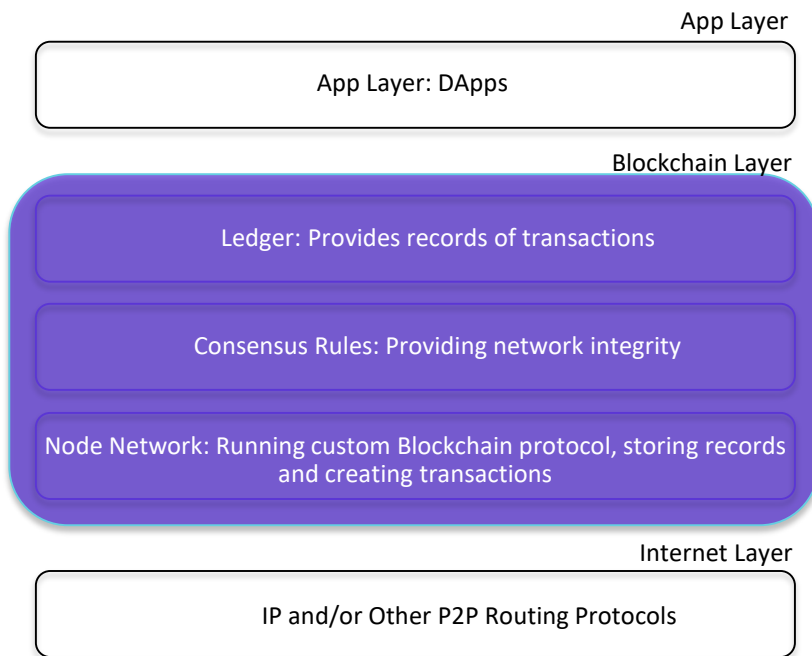 App Layer
App Layer: DApps
Blockchain Layer
Ledger: Provides records of transactions
Consensus Rules: Providing network integrity
Node Network: Running custom Blockchain protocol, storing records
and creating transactions
Internet Layer
IP and/or Other P2P Routing Protocols